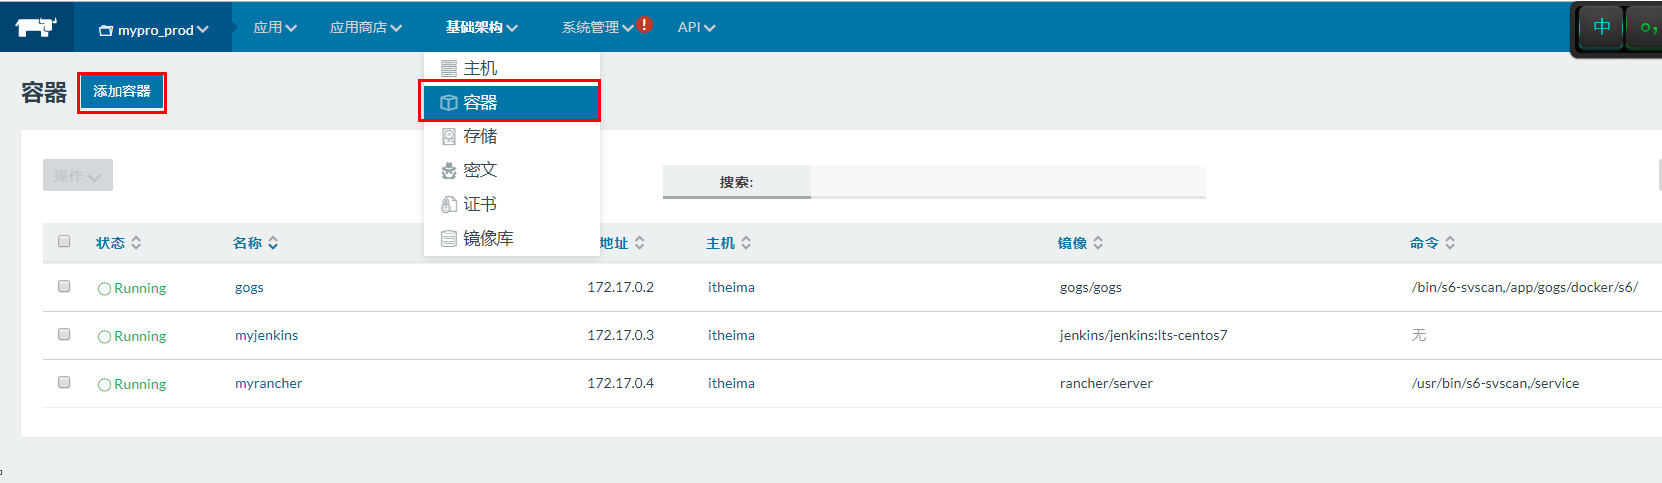 mypro_prod 应用 应用商店 基础架构 系统管理 ! API 中 。，
主机
容器 添加容器
容器
存储
密文
证书
镜像库
操作
搜索:
状态 名称 地址 主机 镜像 命令
Running gogs 172.17.0.2 itheima gogs/gogs /bin/s6-svscan,/app/gogs/docker/s6/
Running myjenkins 172.17.0.3 itheima jenkins/jenkins:lts-centos7 无
Running myrancher 172.17.0.4 itheima rancher/server /usr/bin/s6-svscan,/service